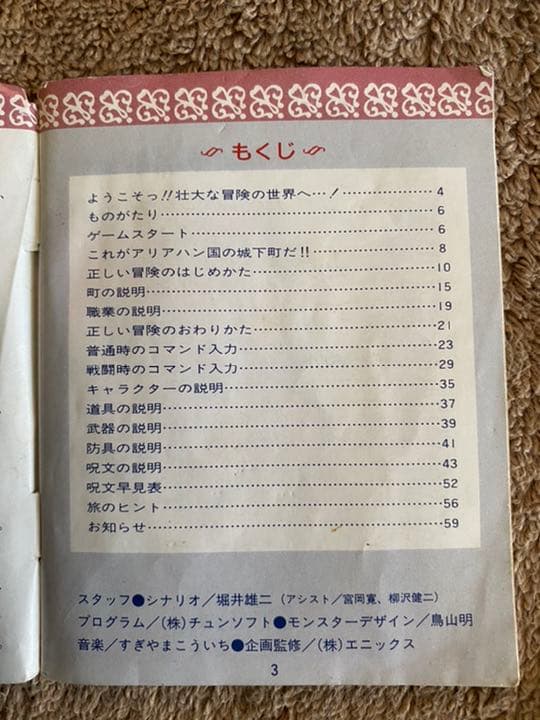 もくじ
ようこそっ!!壮大な冒険の世界へ…!……………4
ものがたり……………6
ゲームスタート……………6
これがアリアハン国の城下町だ!!……………8
正しい冒険のはじめかた……………10
町の説明……………15
職業の説明……………19
正しい冒険のおわりかた……………21
普通時のコマンド入力……………23
戦闘時のコマンド入力……………29
キャラクターの説明……………35
道具の説明……………37
武器の説明……………39
防具の説明……………41
呪文の説明……………43
呪文早見表……………52
旅のヒント……………56
お知らせ……………59
スタッフ●シナリオ/堀井雄二(アシスト/宮岡寛、柳沢健二)
プログラム/(株)チュンソフト●モンスターデザイン/鳥山明
音楽/すぎやまこういち●企画監修/(株)エニックス
3